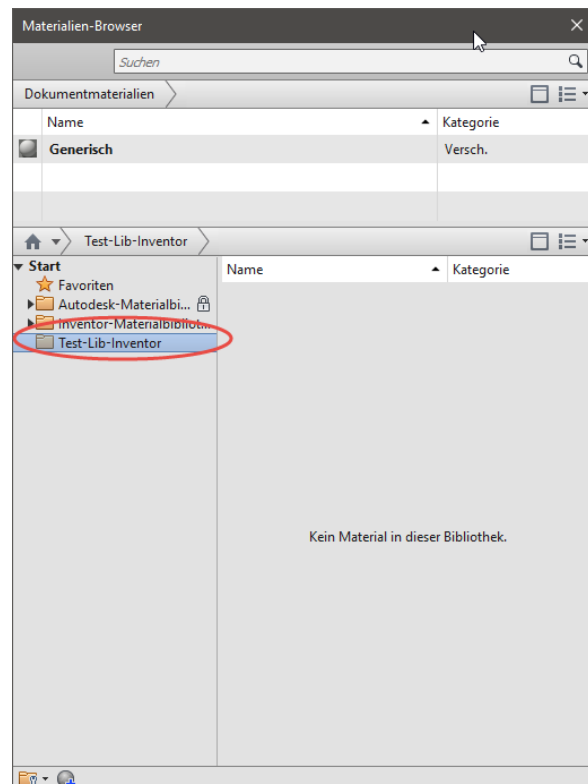 Materialien-Browser
Suchen
Dokumentmaterialien
Name Kategorie
Generisch Versch.
Test-Lib-Inventor
Start
Name Kategorie
Favoriten
Autodesk-Materialbi...
Inventor-Materialbibliot...
Test-Lib-Inventor
Kein Material in dieser Bibliothek.